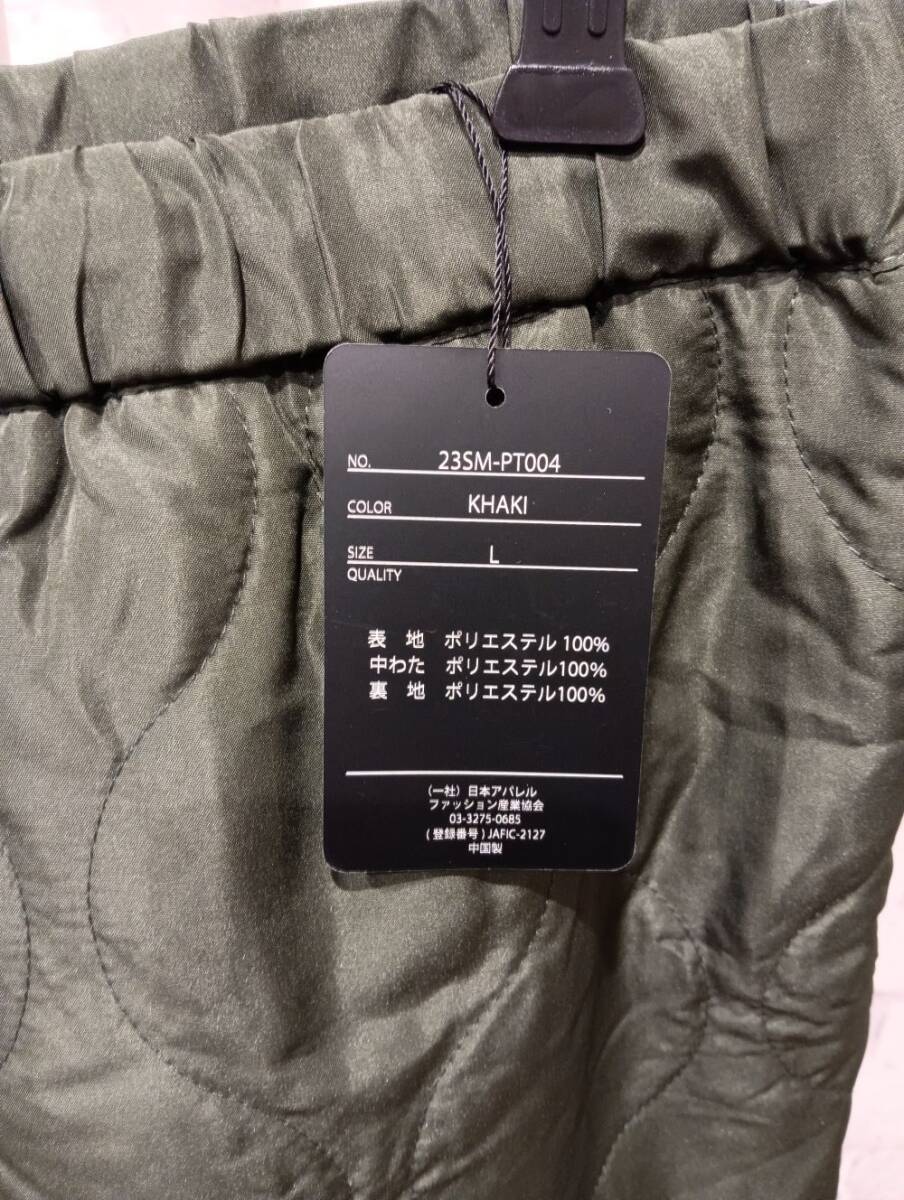 NO. 23SM-PT004
COLOR KHAKI
SIZE L
QUALITY
表 地 ポリエステル 100%
中わた ポリエステル100%
裏 地 ポリエステル100%
（一社）日本アパレル
ファッション産業協会
03-3275-0685
( 登録番号 ) JAFIC-2127
中国製